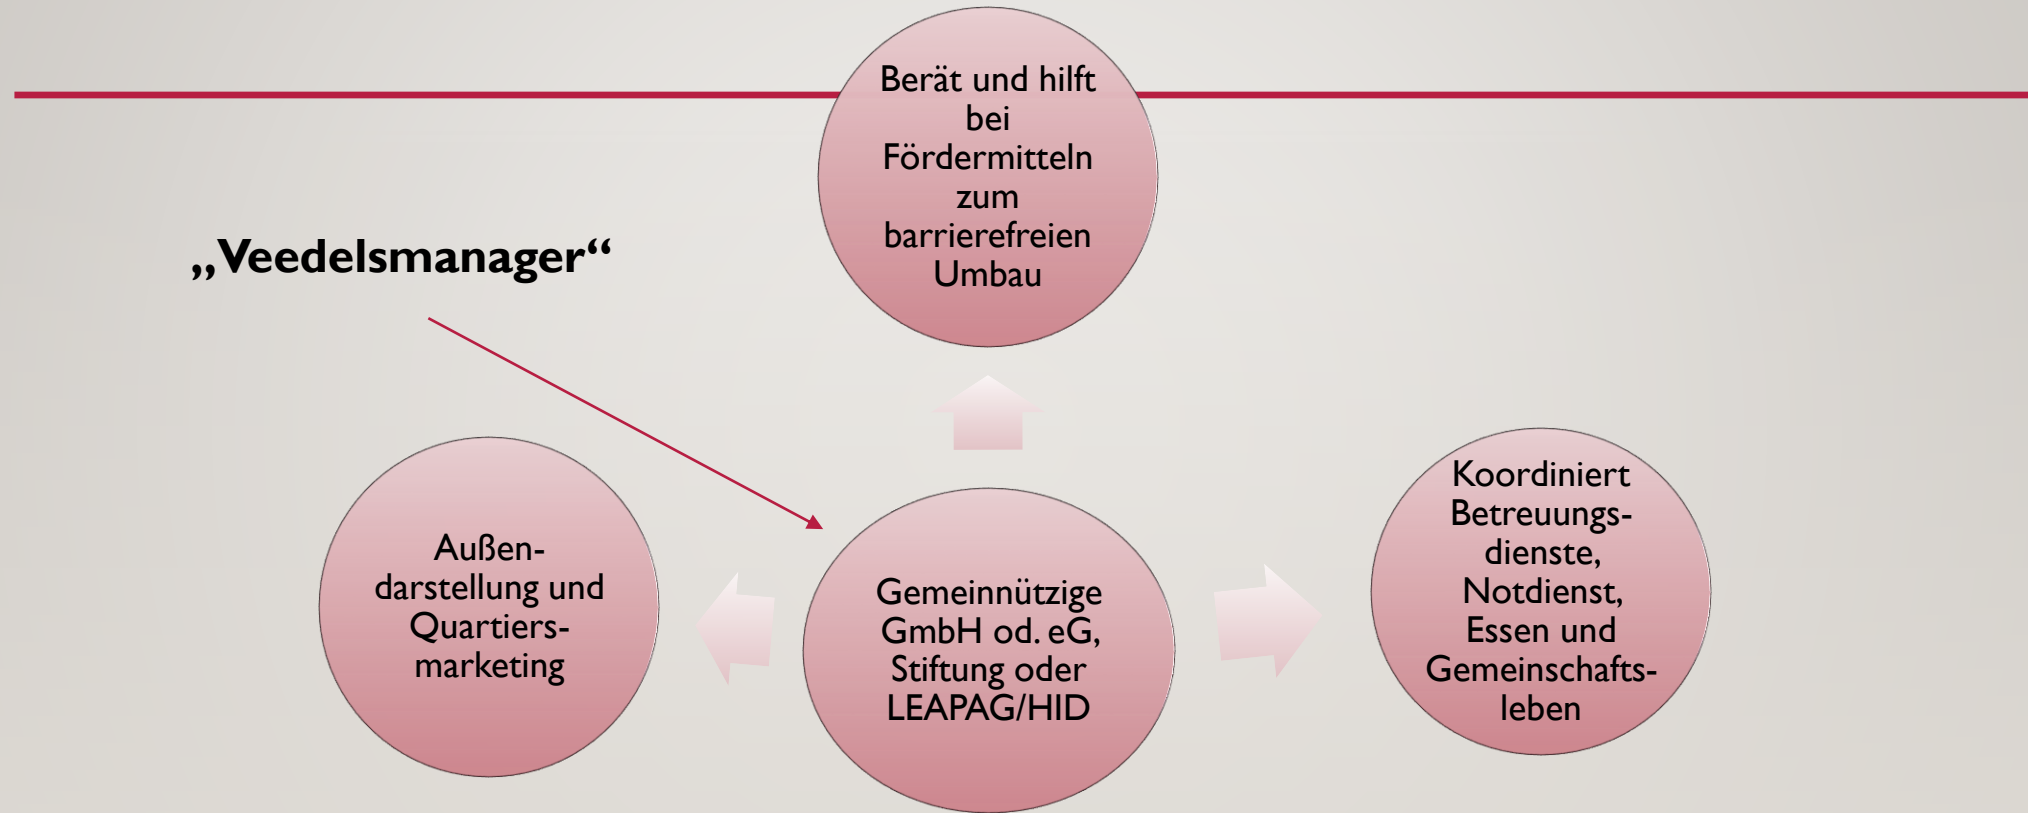 Berät und hilft
bei
Fördermitteln
zum
barrierefreien
Umbau
„Veedelsmanager“
Außen-
darstellung und
Quartiers-
marketing
Gemeinnützige
GmbH od. eG,
Stiftung oder
LEAPAG/HID
Koordiniert
Betreuungs-
dienste,
Notdienst,
Essen und
Gemeinschafts-
leben